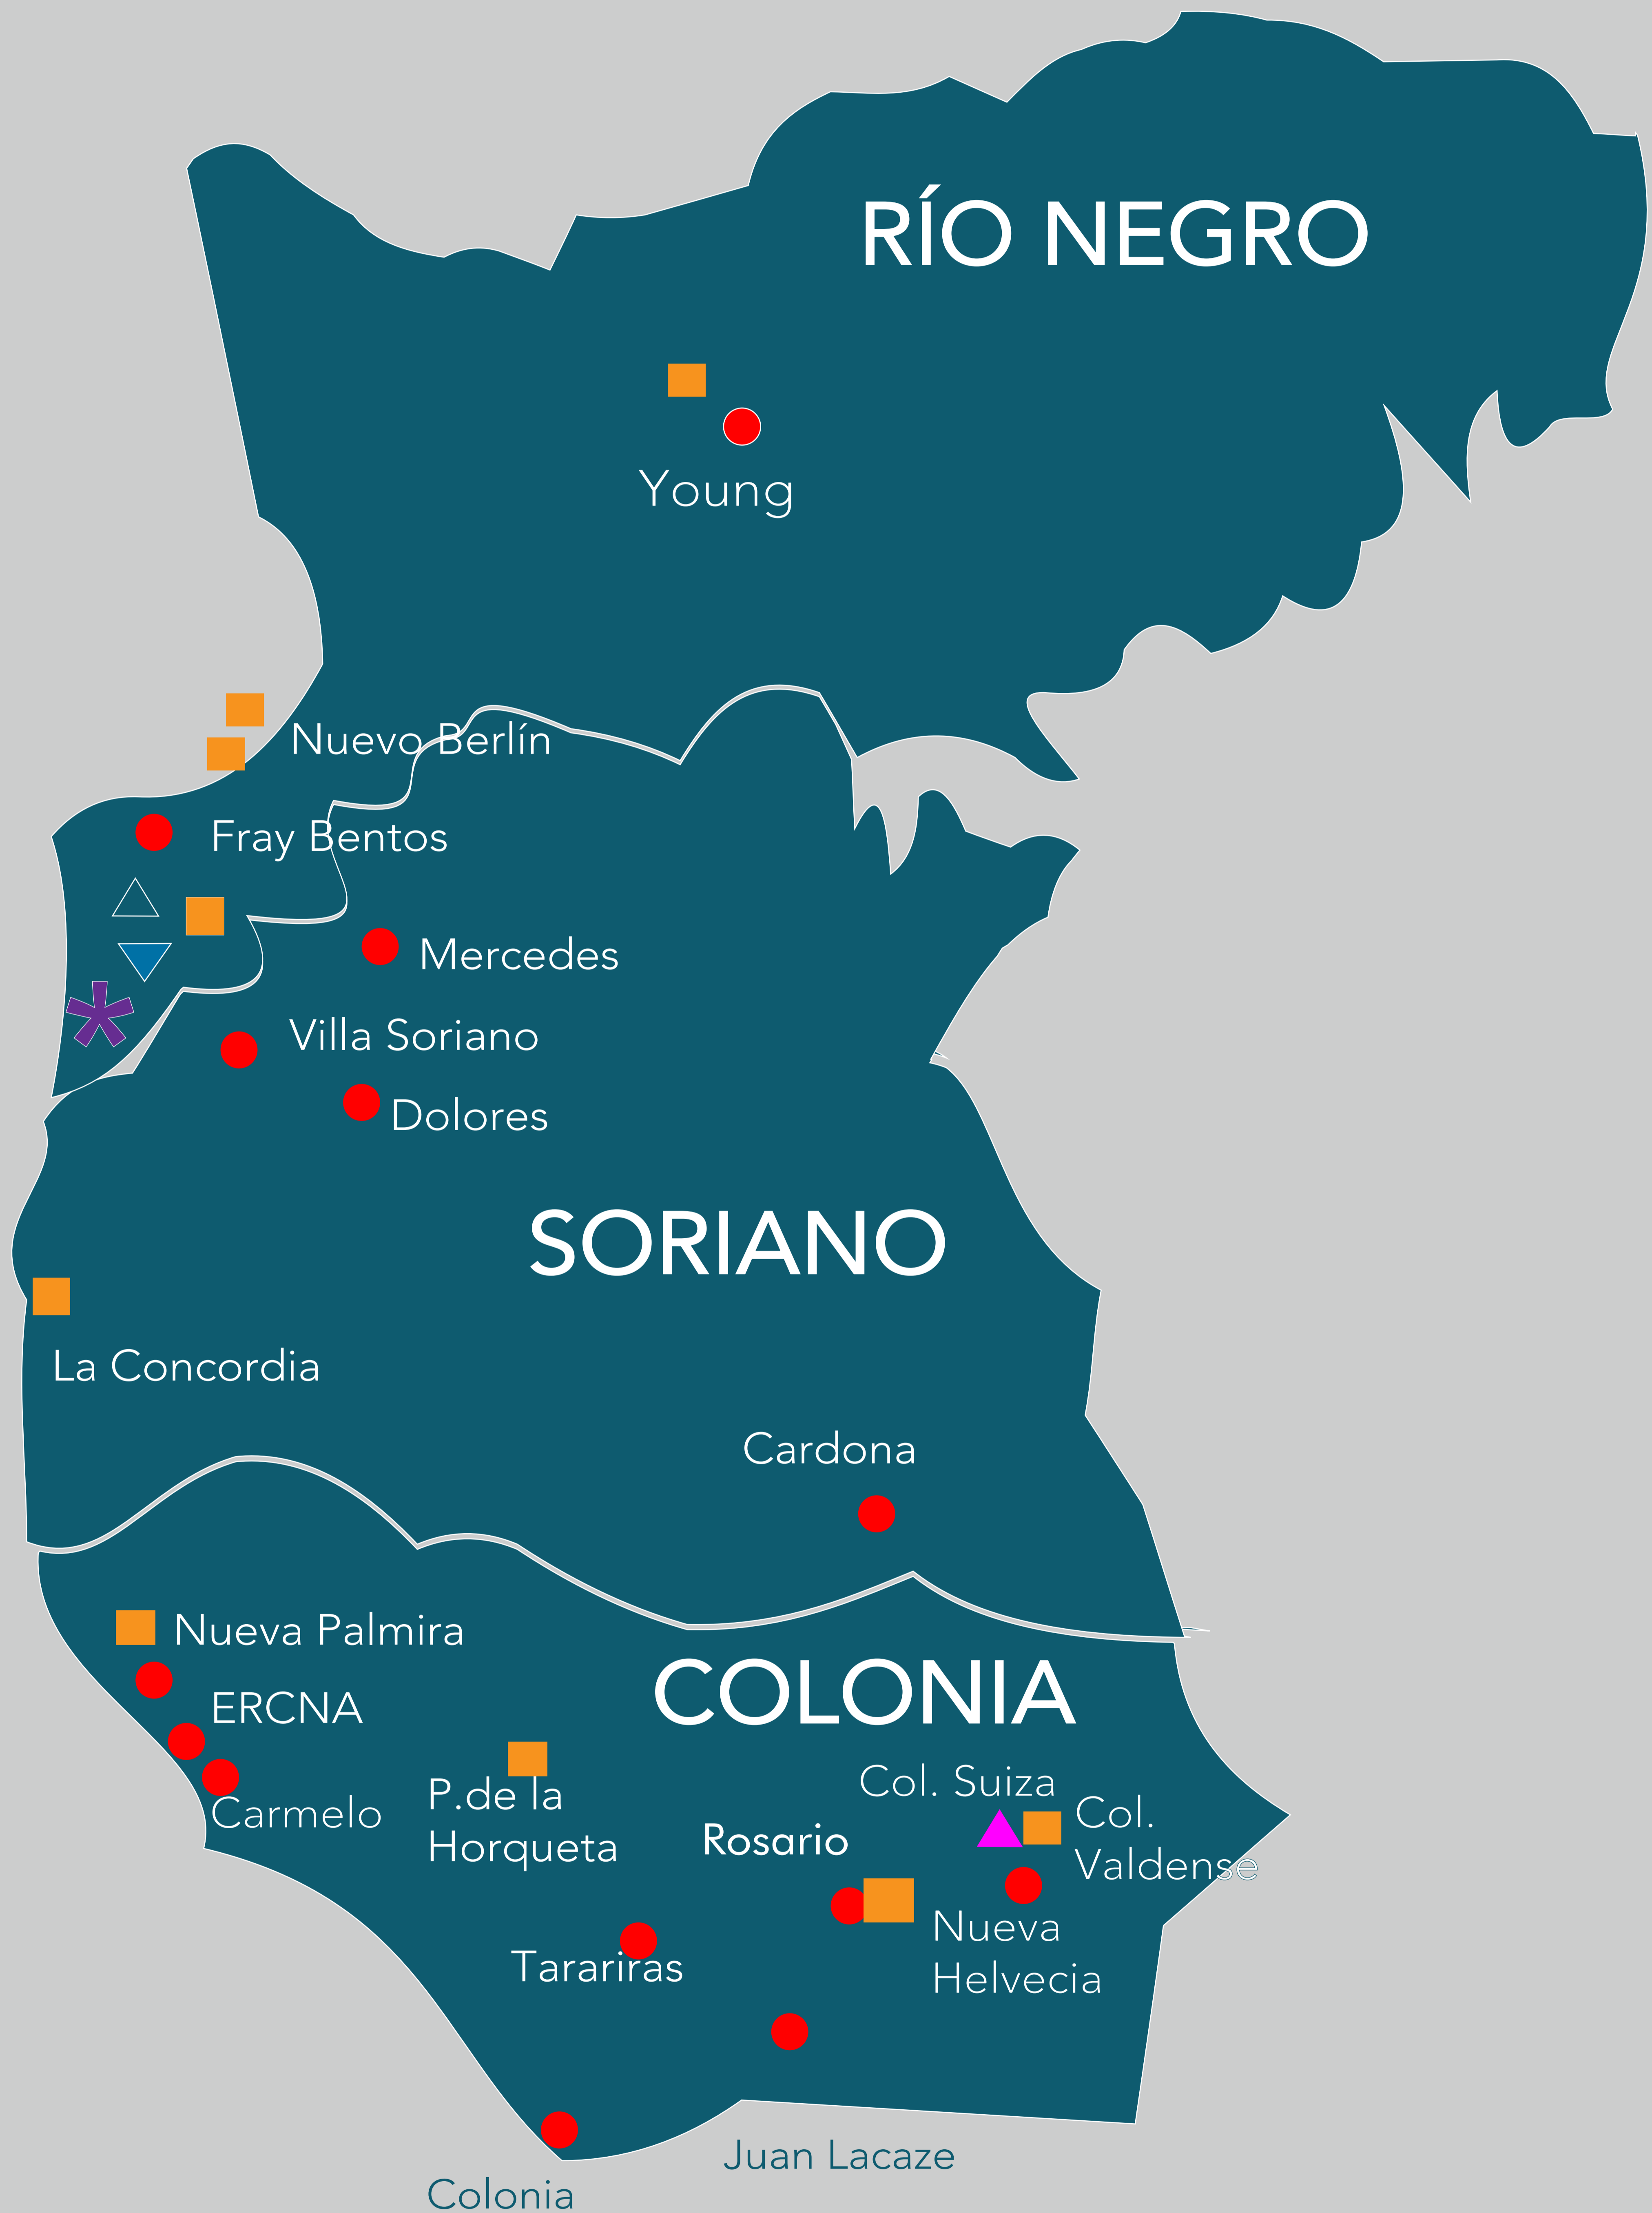 RÍO NEGRO
Young
Nuevo Berlín
Fray Bentos
Mercedes
Villa Soriano
Dolores
SORIANO
La Concordia
Cardona
Nueva Palmira
COLONIA
ERCNA
Col. Suiza
P.de la
Horqueta
Carmelo
Col.
Valdense
Rosario
Nueva
Helvecia
Tarariras
Juan Lacaze
Colonia